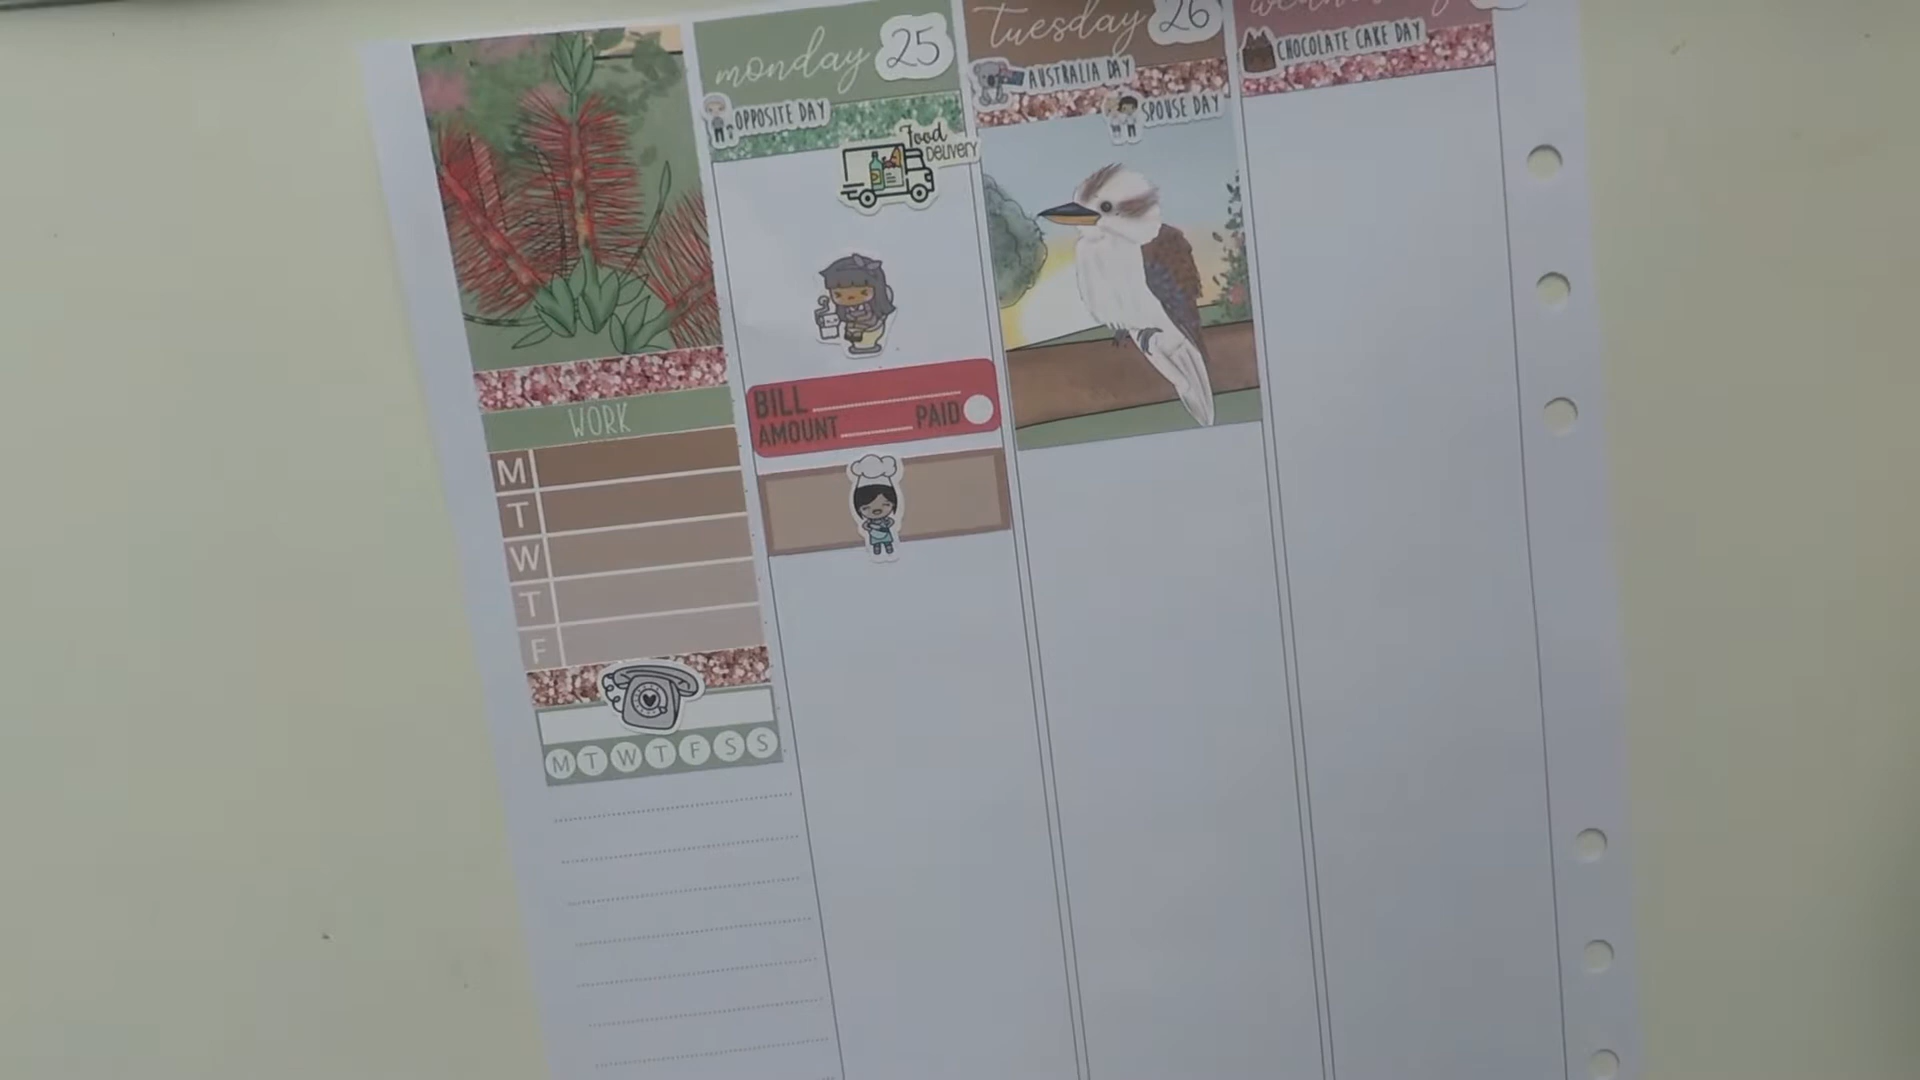 monday 25
tuesday 26
wednesday
OPPOSITE DAY
AUSTRALIA DAY
SPOUSE DAY
CHOCOLATE CAKE DAY
Food
DELIVERY
BILL
AMOUNT PAID
WORK
M
T
W
T
F
M T W T F S S